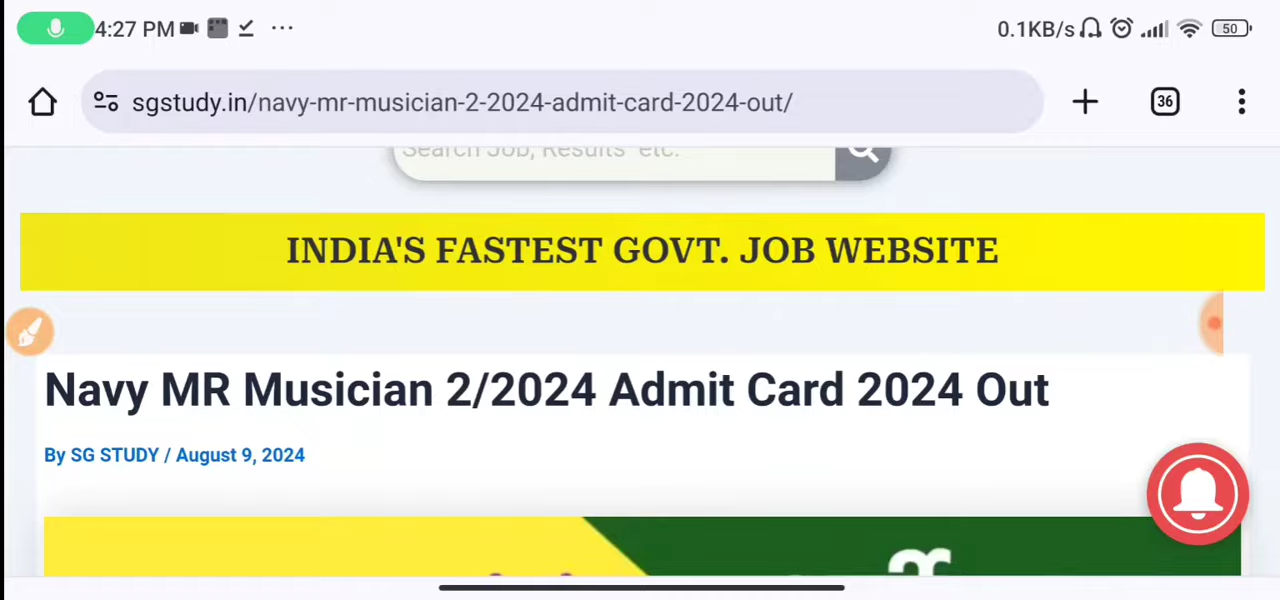 4:27 PM
0.1KB/s
50
sgstudy.in/navy-mr-musician-2-2024-admit-card-2024-out/
36
Search Job, Results etc.
INDIA'S FASTEST GOVT. JOB WEBSITE
Navy MR Musician 2/2024 Admit Card 2024 Out
By SG STUDY / August 9, 2024